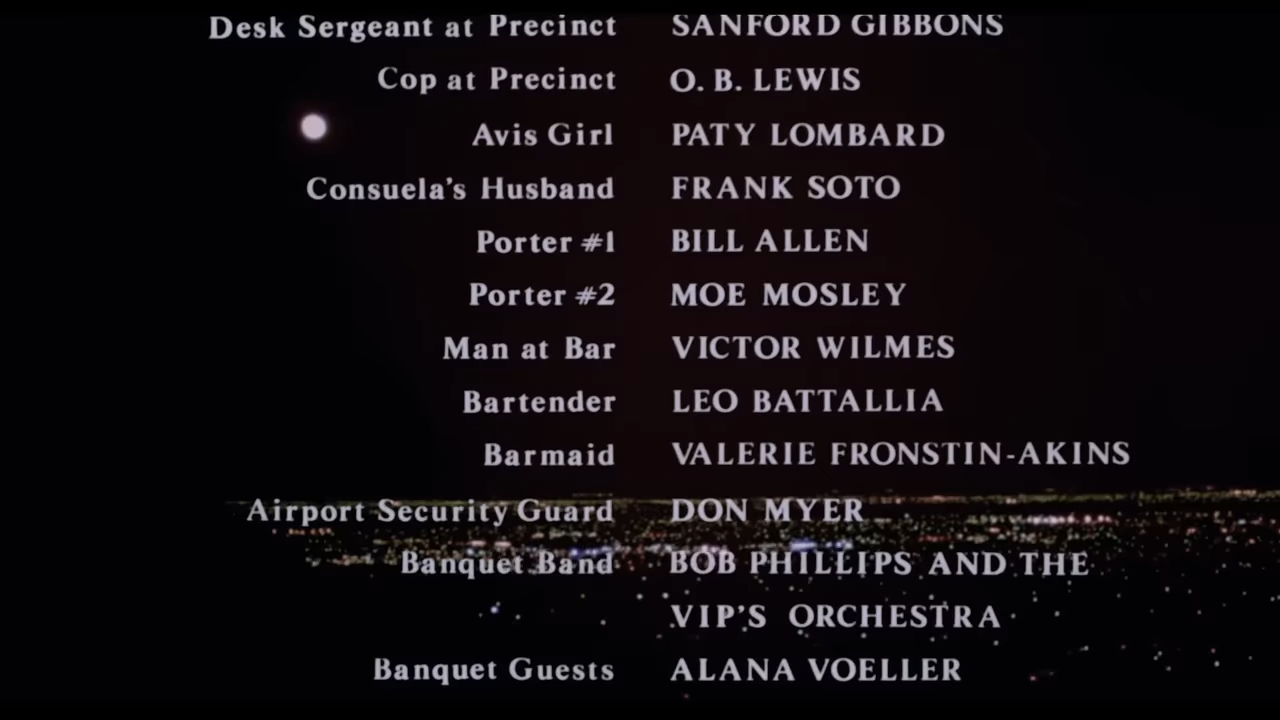 Desk Sergeant at Precinct SANFORD GIBBONS
Cop at Precinct O. B. LEWIS
Avis Girl PATY LOMBARD
Consuela's Husband FRANK SOTO
Porter #1 BILL ALLEN
Porter #2 MOE MOSLEY
Man at Bar VICTOR WILMES
Bartender LEO BATTALLIA
Barmaid VALERIE FRONSTIN-AKINS
Airport Security Guard DON MYER
Banquet Band BOB PHILLIPS AND THE
VIP'S ORCHESTRA
Banquet Guests ALANA VOELLER